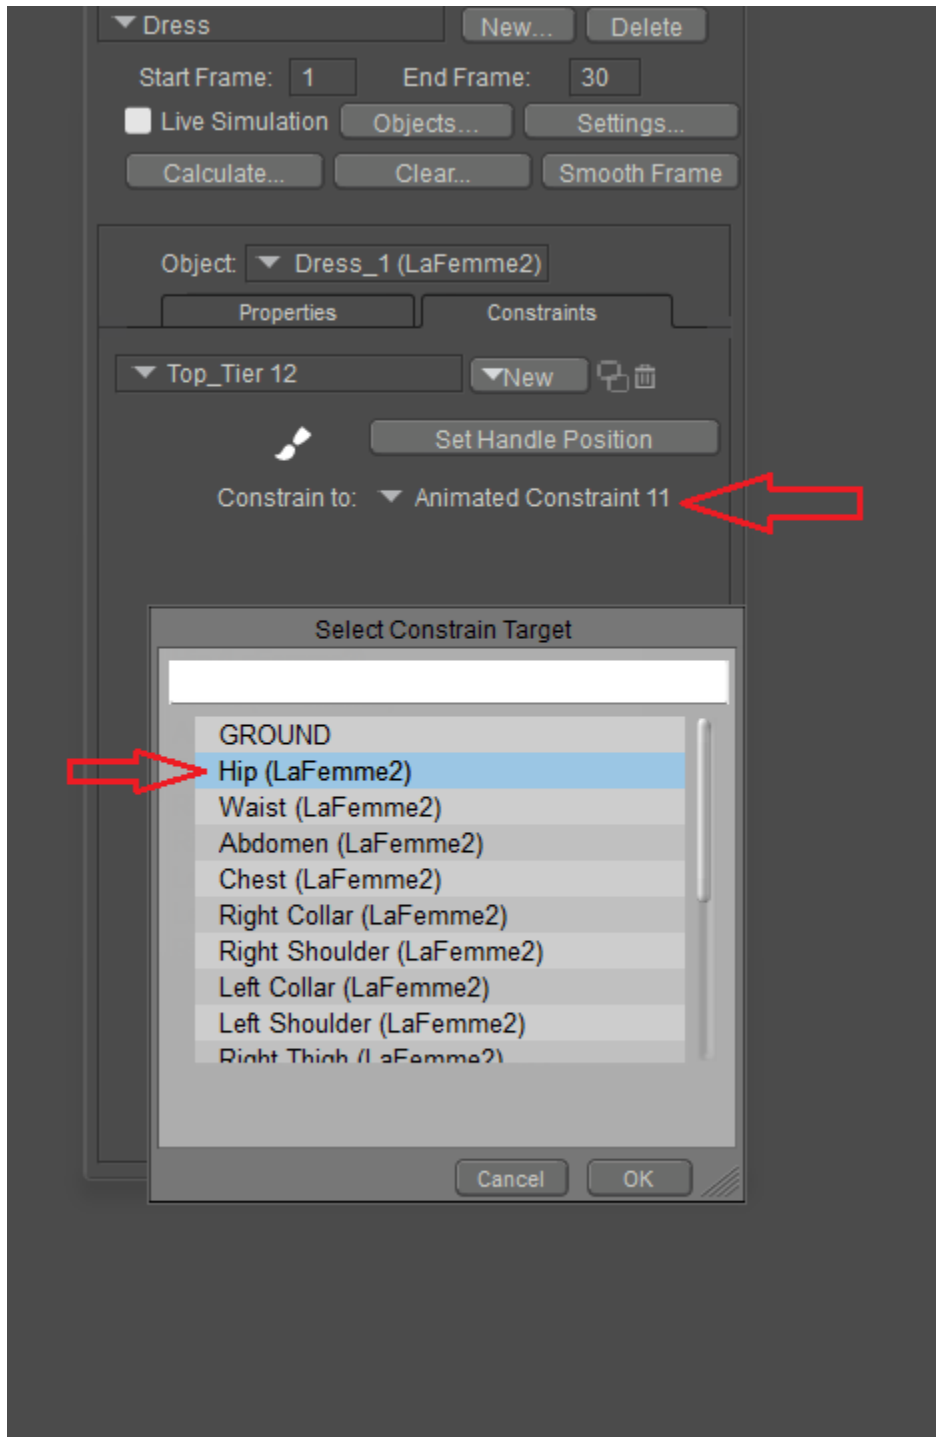 Dress New... Delete
Start Frame: 1 End Frame: 30
Live Simulation Objects... Settings...
Calculate... Clear... Smooth Frame
Object: Dress_1 (LaFemme2)
Properties Constraints
Top_Tier 12 New
Set Handle Position
Constrain to: Animated Constraint 11
Select Constrain Target
GROUND
Hip (LaFemme2)
Waist (LaFemme2)
Abdomen (LaFemme2)
Chest (LaFemme2)
Right Collar (LaFemme2)
Right Shoulder (LaFemme2)
Left Collar (LaFemme2)
Left Shoulder (LaFemme2)
Right Thigh (LaFemme2)
Cancel OK